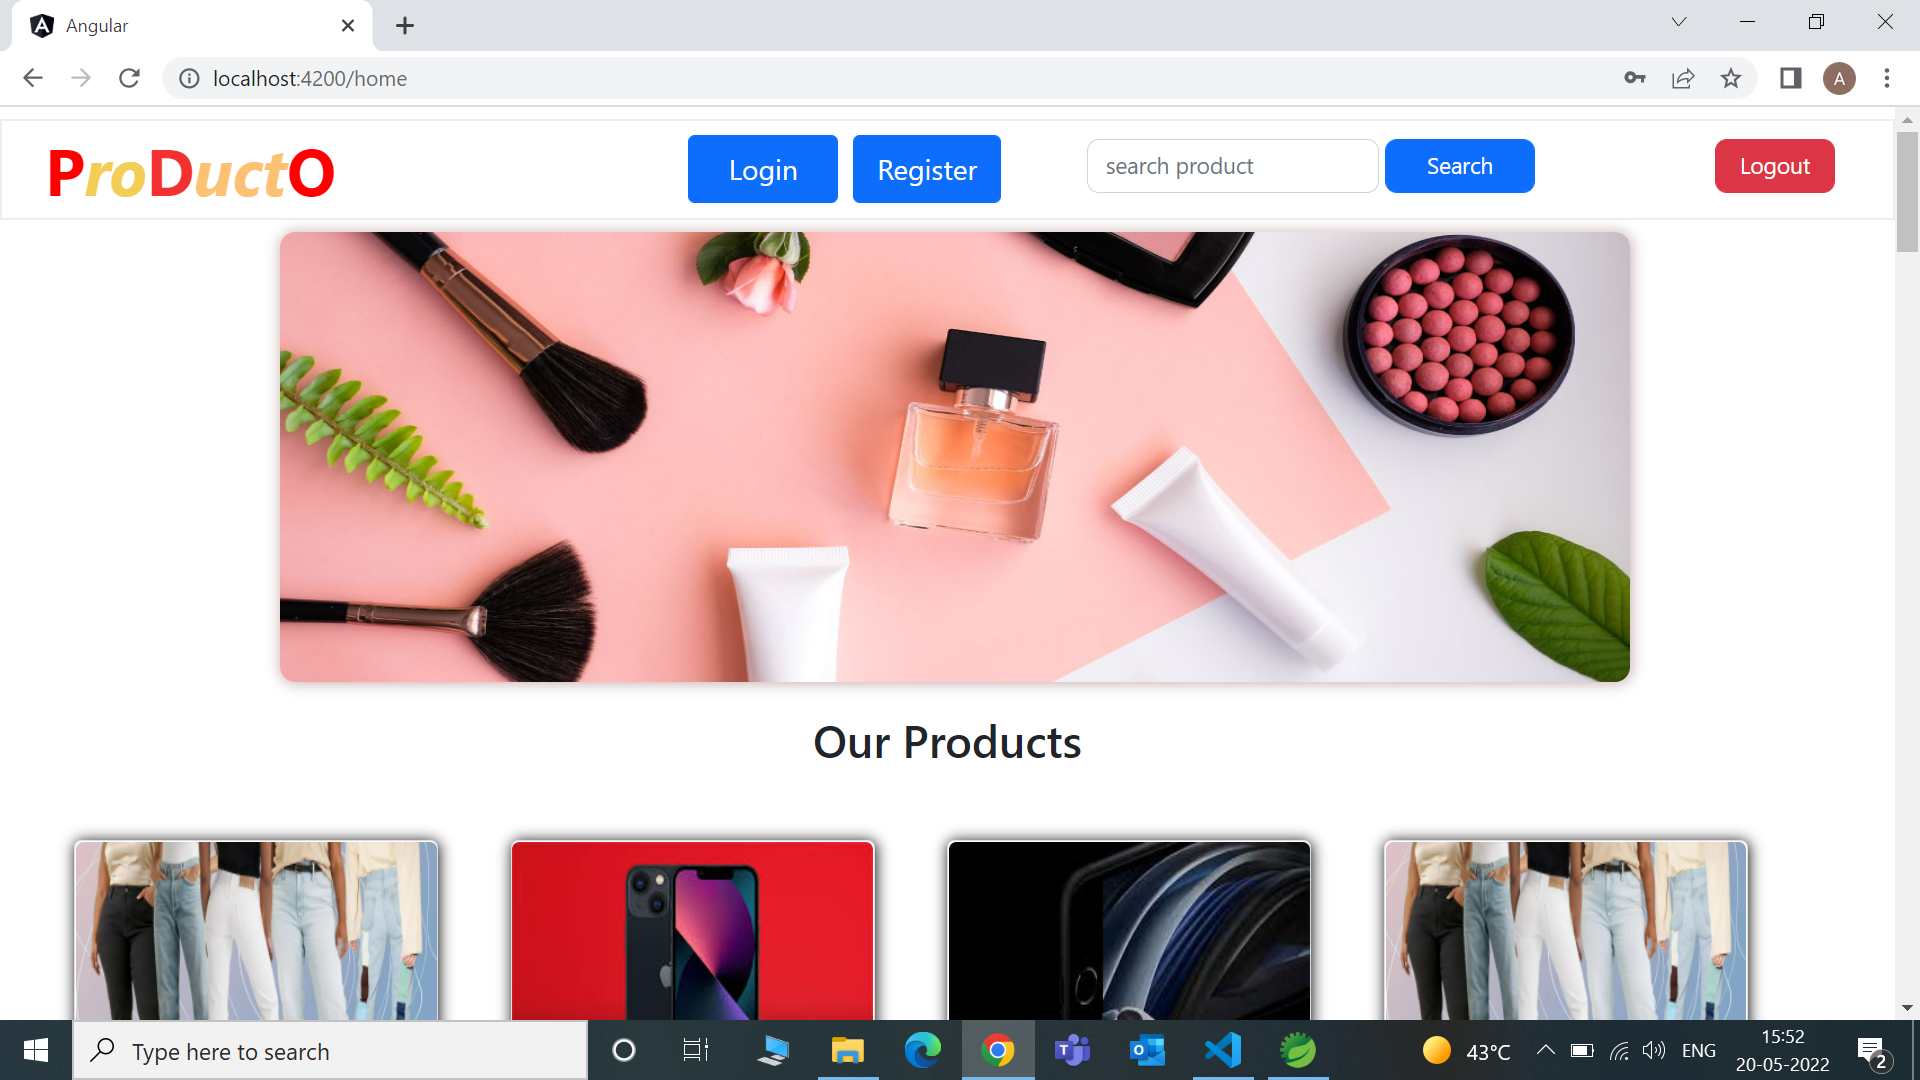 Angular
localhost:4200/home
A
ProDuctO
Login
Register
search product
Search
Logout
Our Products
Type here to search
43°C
ENG
15:52
20-05-2022
2